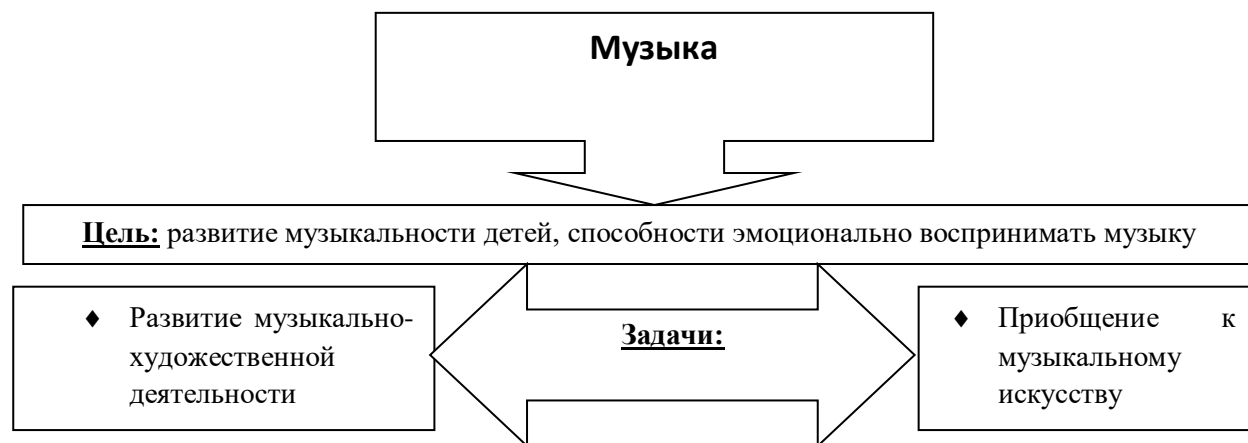 Музыка
Цель: развитие музыкальности детей, способности эмоционально воспринимать музыку
♦ Развитие музыкально-
художественной
деятельности
Задачи:
♦ Приобщение к
музыкальному
искусству